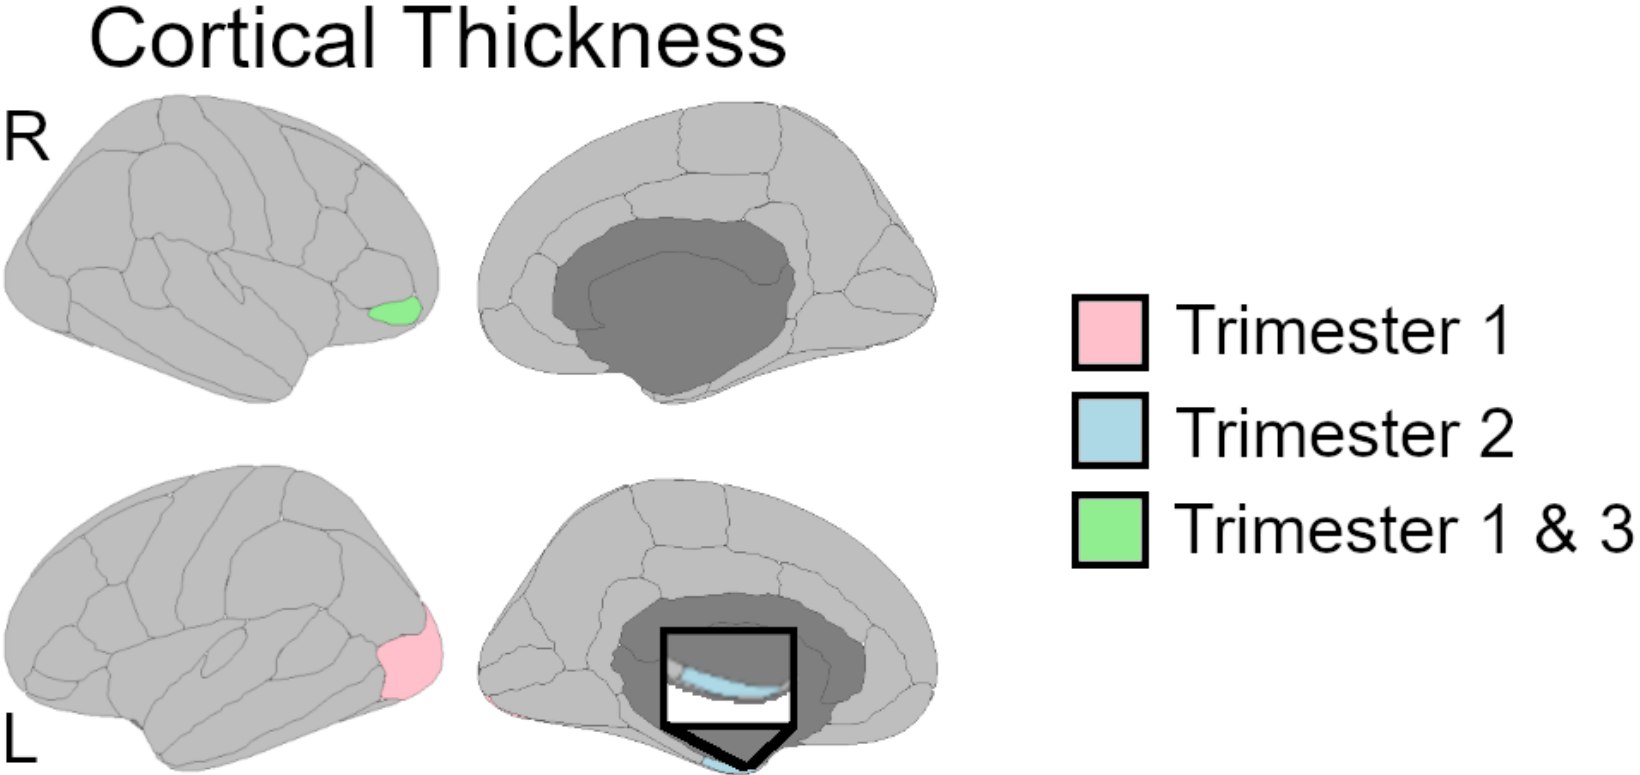 Cortical Thickness
R
Trimester 1
Trimester 2
Trimester 1 & 3
L